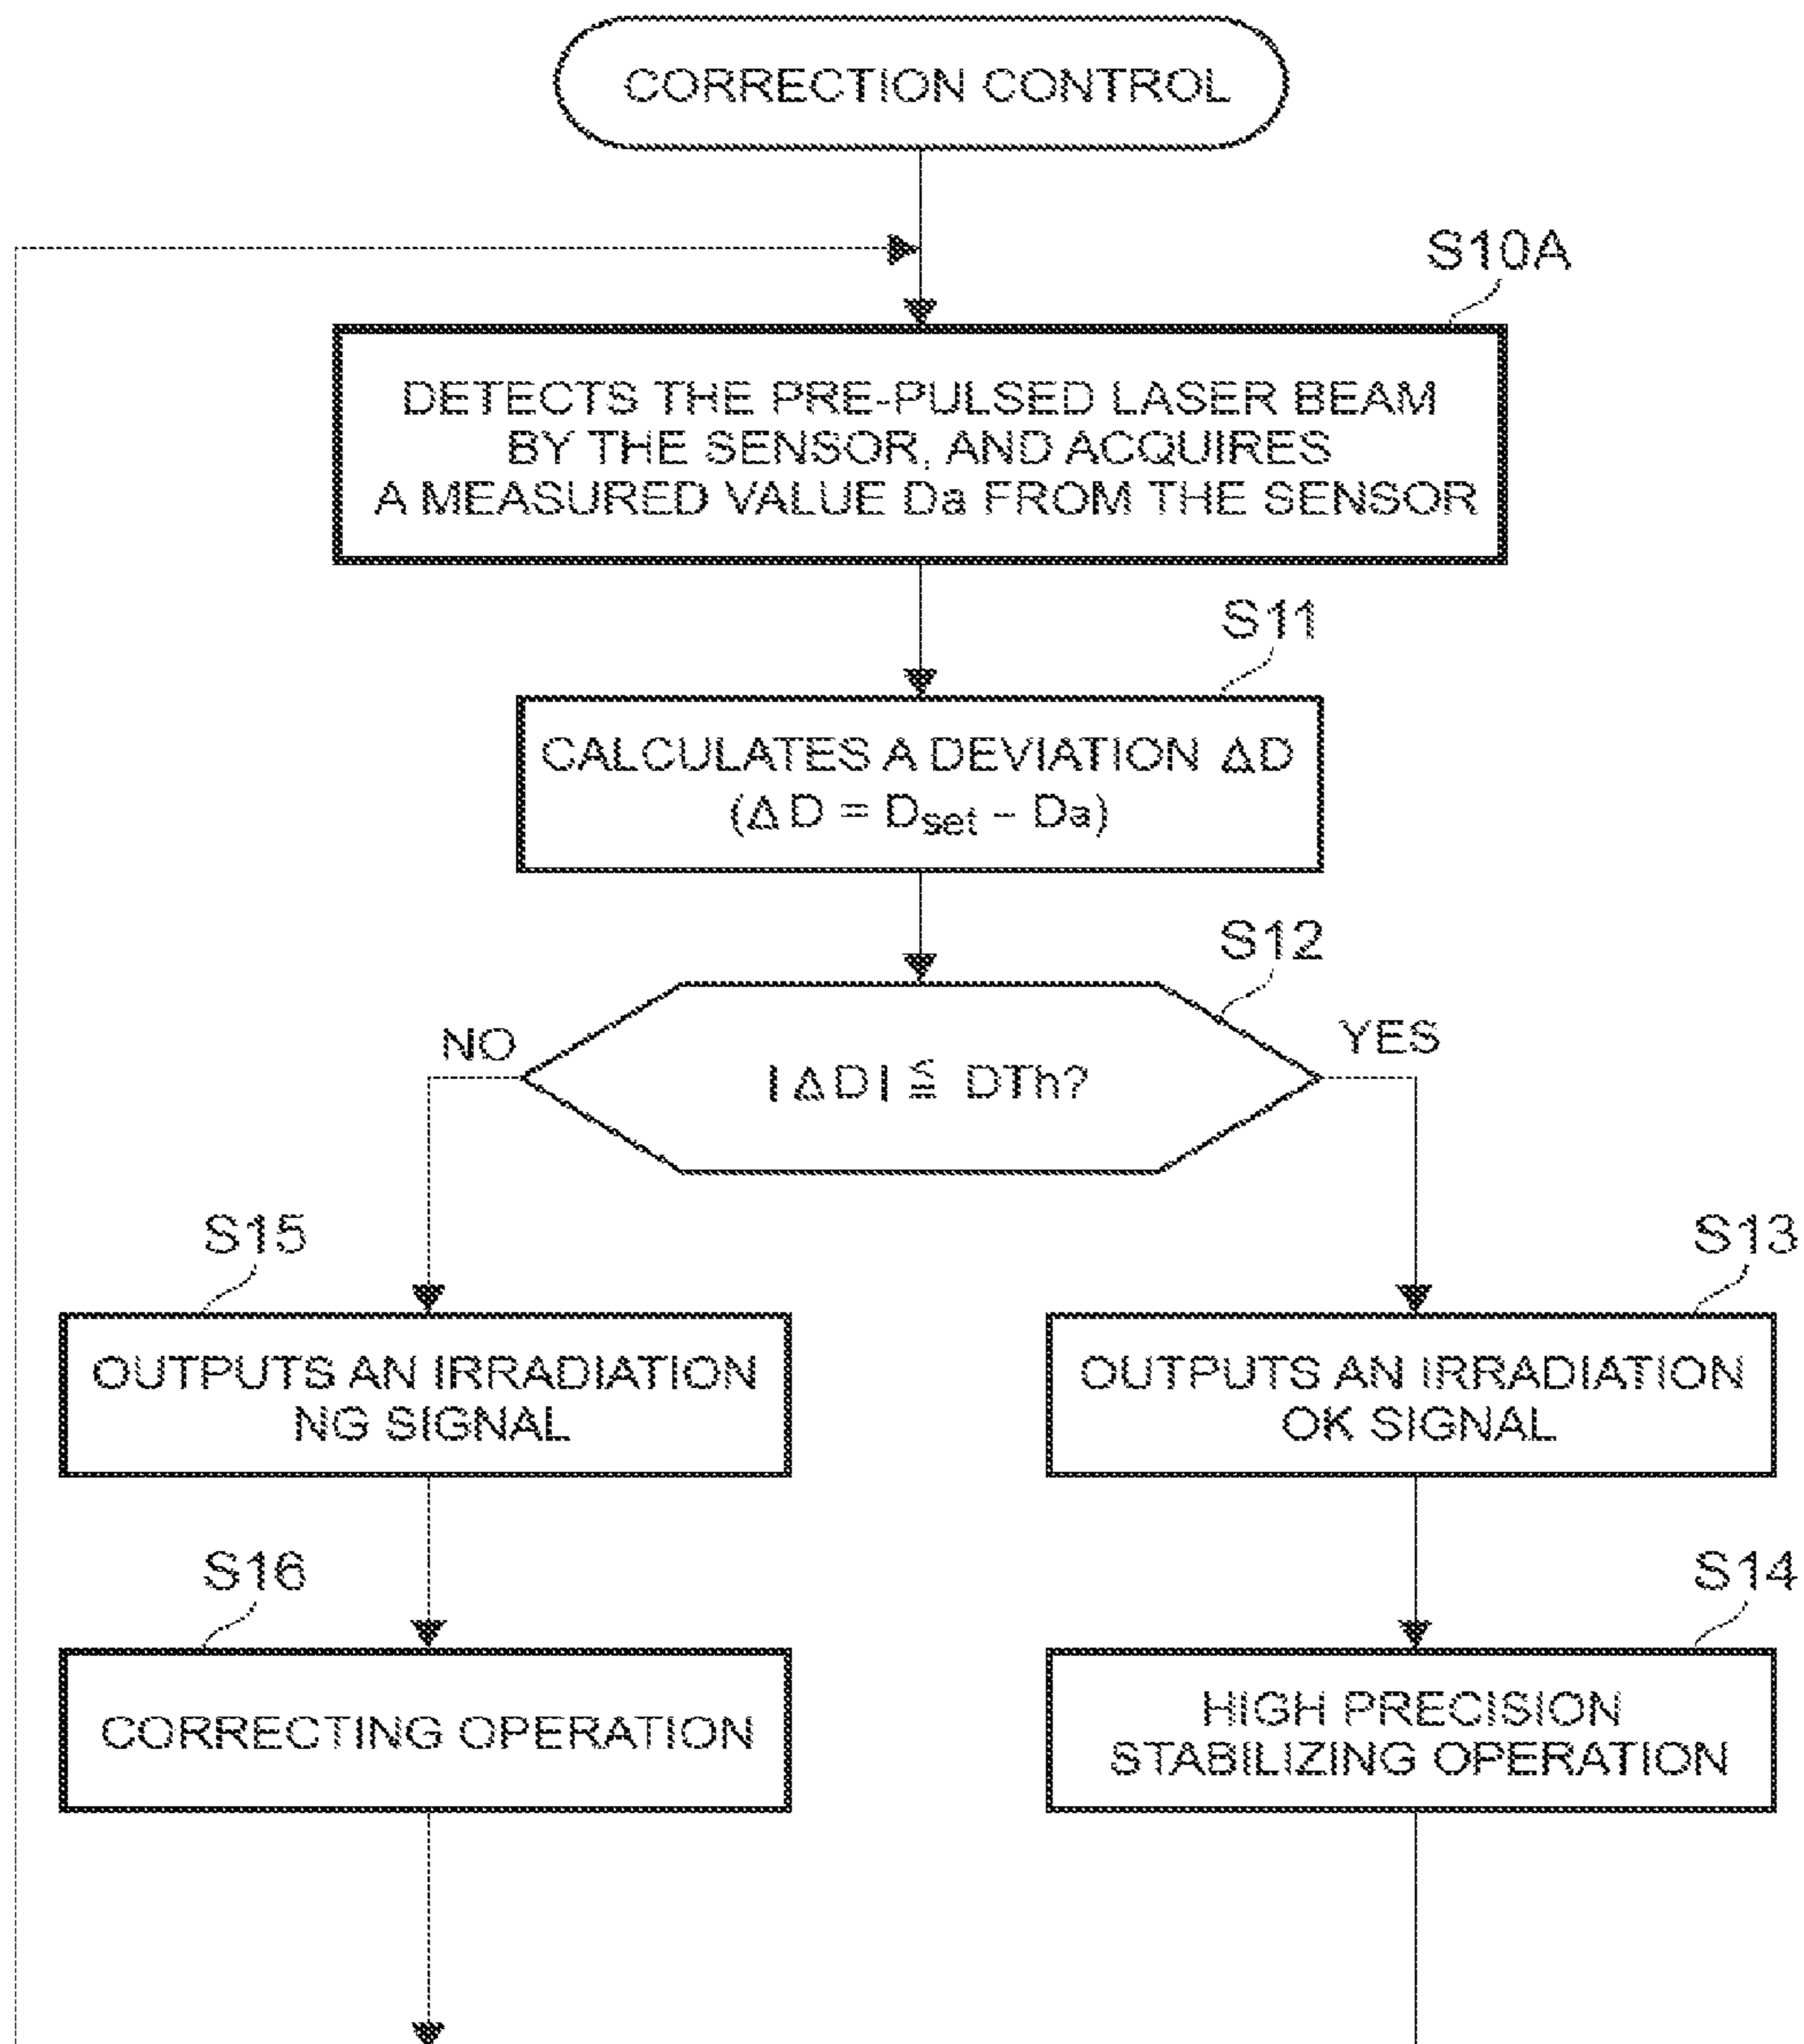 CORRECTION CONTROL
S10A
DETECTS THE PRE-PULSED LASER BEAM
BY THE SENSOR, AND ACQUIRES
A MEASURED VALUE Da FROM THE SENSOR
S11
CALCULATES A DEVIATION ΔD
(ΔD = Dset – Da)
S12
NO
YES
|ΔD| ≦ DTh?
S15
S13
OUTPUTS AN IRRADIATION
NG SIGNAL
OUTPUTS AN IRRADIATION
OK SIGNAL
S16
S14
CORRECTING OPERATION
HIGH PRECISION
STABILIZING OPERATION